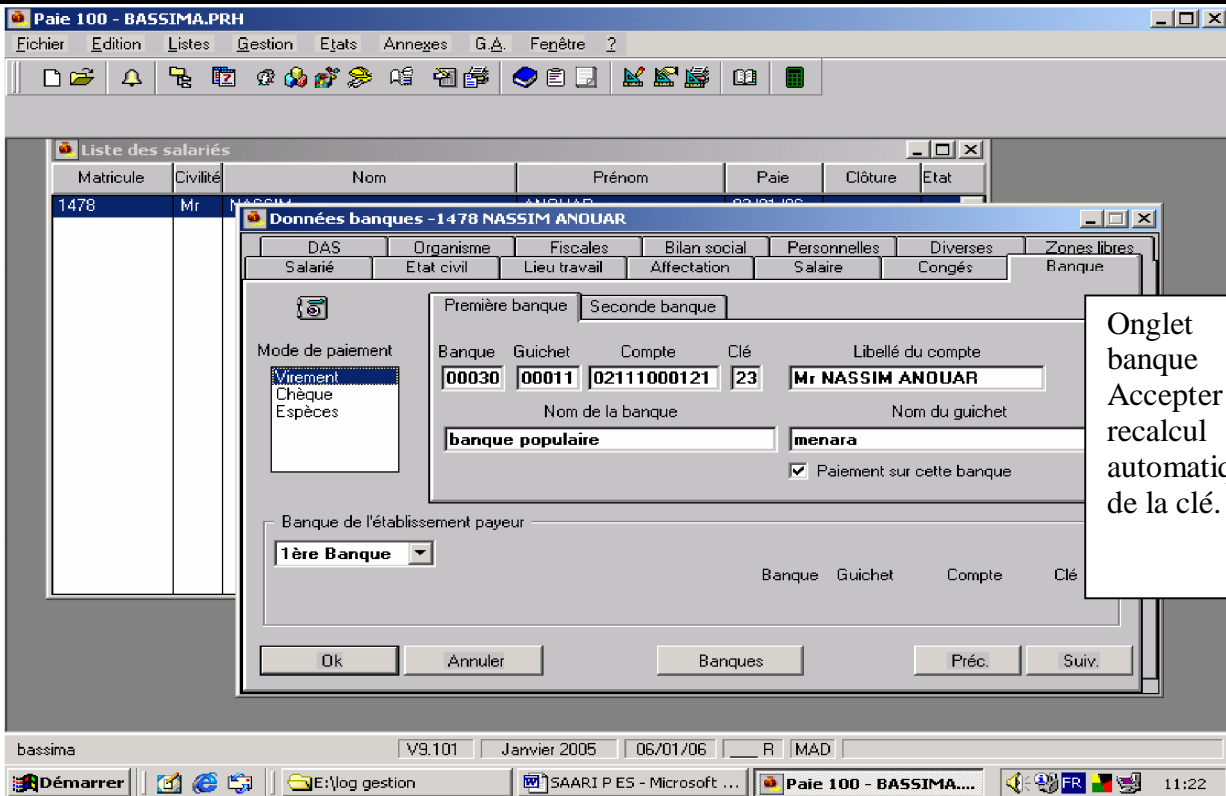 Paie 100 - BASSIMA.PRH
Fichier Edition Listes Gestion Etats Annexes G.A. Fenêtre ?
Liste des salariés
Matricule Civilité Nom Prénom Paie Clôture Etat
1478 Mr NASSIM ANOUAR
Données banques -1478 NASSIM ANOUAR
DAS Organisme Fiscales Bilan social Personnelles Diverses Zones libres
Salarié Etat civil Lieu travail Affectation Salaire Congés Banque
Première banque Seconde banque
Mode de paiement
Virement
Chèque
Espèces
Banque Guichet Compte Clé Libellé du compte
00030 00011 02111000121 23 Mr NASSIM ANOUAR
Nom de la banque Nom du guichet
banque populaire menara
Paiement sur cette banque
Banque de l'établissement payeur
1ère Banque
Banque Guichet Compte Clé
Ok Annuler Banques Préc. Suiv.
Onglet
banque
Accepter
recalcul
automatiq
de la clé.
bassima V9.101 Janvier 2005 06/01/06 ___ R MAD
Démarrer E:\log gestion SAARI P ES - Microsoft ... Paie 100 - BASSIMA.... FR 11:22